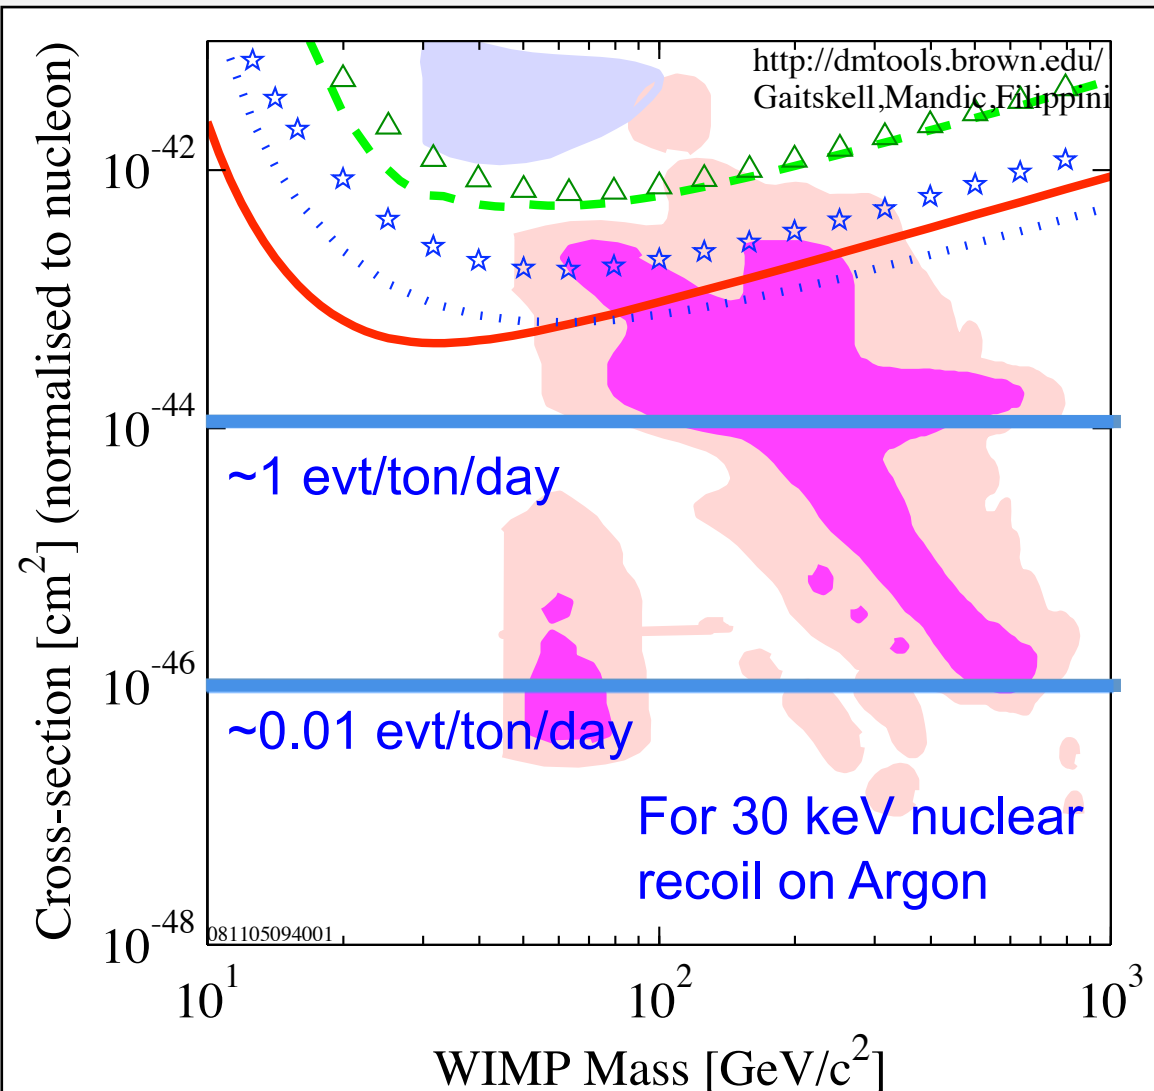 http://dmtools.brown.edu/
Gaitskell,Mandic,Filippini
10^-42
10^-44
~1 evt/ton/day
10^-46
~0.01 evt/ton/day
For 30 keV nuclear
recoil on Argon
10^-48
081105094001
10^1
10^2
10^3
WIMP Mass [GeV/c^2]
Cross-section [cm^2] (normalised to nucleon)